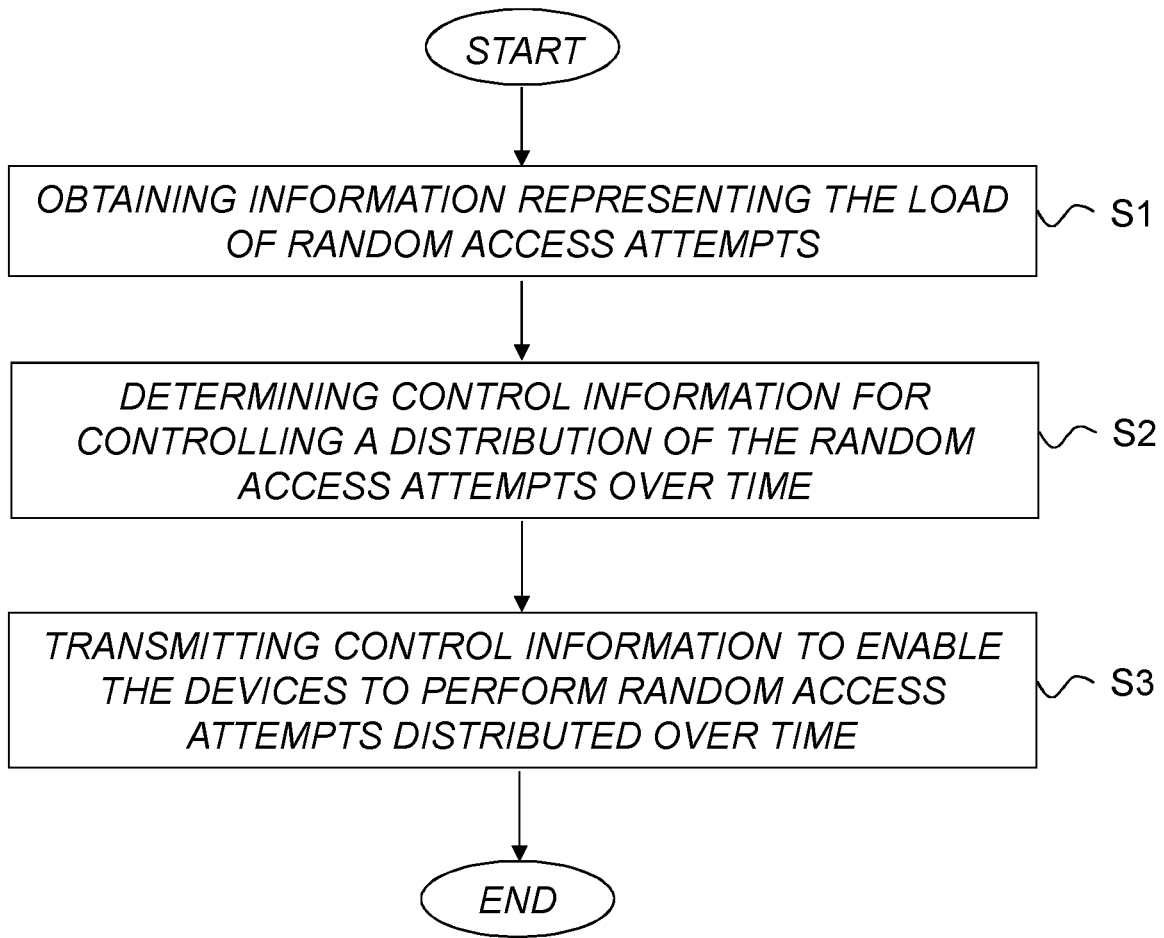 START
OBTAINING INFORMATION REPRESENTING THE LOAD
OF RANDOM ACCESS ATTEMPTS
S1
DETERMINING CONTROL INFORMATION FOR
CONTROLLING A DISTRIBUTION OF THE RANDOM
ACCESS ATTEMPTS OVER TIME
S2
TRANSMITTING CONTROL INFORMATION TO ENABLE
THE DEVICES TO PERFORM RANDOM ACCESS
ATTEMPTS DISTRIBUTED OVER TIME
S3
END